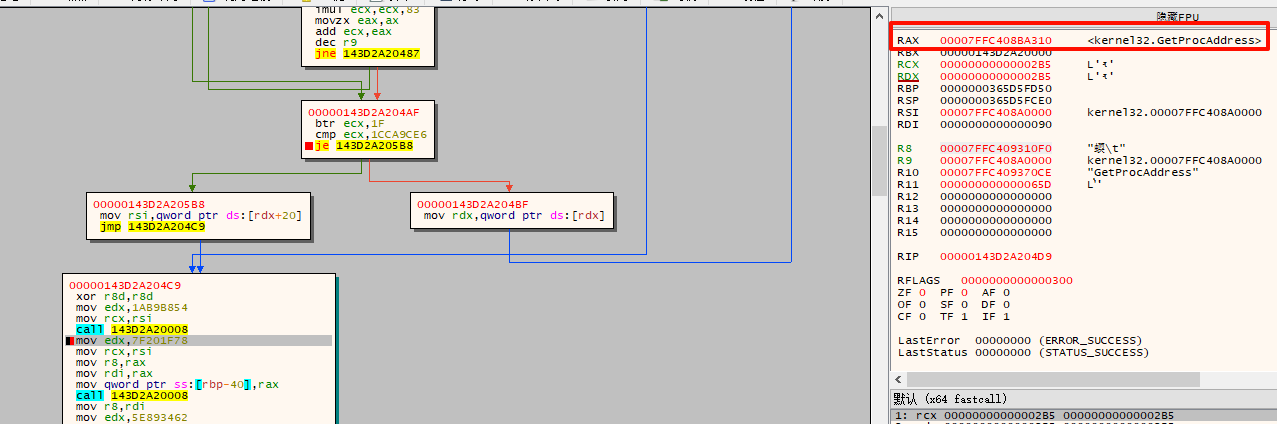 imul ecx,ecx,83
movzx eax,ax
add ecx,eax
dec r9
jne 143D2A20487
00000143D2A204AF
btr ecx,1F
cmp ecx,1CCA9CE6
je 143D2A205B8
00000143D2A205B8
mov rsi,qword ptr ds:[rdx+20]
jmp 143D2A204C9
00000143D2A204BF
mov rdx,qword ptr ds:[rdx]
00000143D2A204C9
xor r8d,r8d
mov edx,1AB9B854
mov rcx,rsi
call 143D2A20008
mov edx,7F201F78
mov rcx,rsi
mov r8,rax
mov rdi,rax
mov qword ptr ss:[rbp-40],rax
call 143D2A20008
mov r8,rdi
mov edx,5E893462
隐藏FPU
RAX 00007FFC408BA310 <kernel32.GetProcAddress>
RBX 00000143D2A20000
RCX 00000000000002B5
RDX 00000000000002B5
RBP 0000000365D5FD50
RSP 0000000365D5FCE0
RSI 00007FFC408A0000 kernel32.00007FFC408A0000
RDI 0000000000000090
R8 00007FFC409310F0
R9 00007FFC408A0000 kernel32.00007FFC408A0000
R10 00007FFC409370CE "GetProcAddress"
R11 000000000000065D
R12 0000000000000000
R13 0000000000000000
R14 0000000000000000
R15 0000000000000000
RIP 00000143D2A204D9
RFLAGS 0000000000000300
ZF 0 PF 0 AF 0
OF 0 SF 0 DF 0
CF 0 TF 1 IF 1
LastError 00000000 (ERROR_SUCCESS)
LastStatus 00000000 (STATUS_SUCCESS)
默认 (x64 fastcall)
1: rcx 00000000000002B5 00000000000002B5